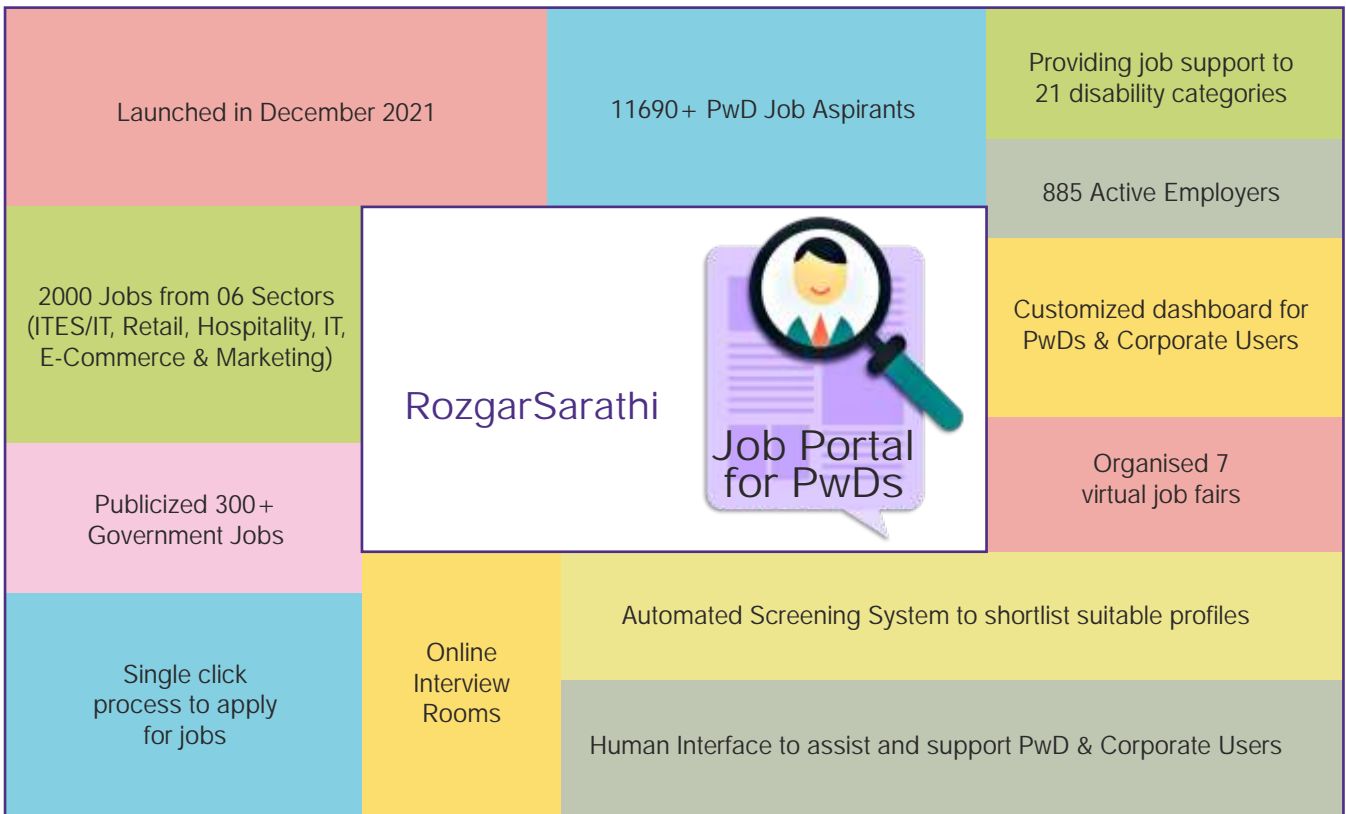 Launched in December 2021
11690+ PwD Job Aspirants
Providing job support to
21 disability categories
885 Active Employers
2000 Jobs from 06 Sectors
(ITES/IT, Retail, Hospitality, IT,
E-Commerce & Marketing)
RozgarSarathi
Job Portal
for PwDs
Customized dashboard for
PwDs & Corporate Users
Publicized 300+
Government Jobs
Organised 7
virtual job fairs
Single click
process to apply
for jobs
Online
Interview
Rooms
Automated Screening System to shortlist suitable profiles
Human Interface to assist and support PwD & Corporate Users